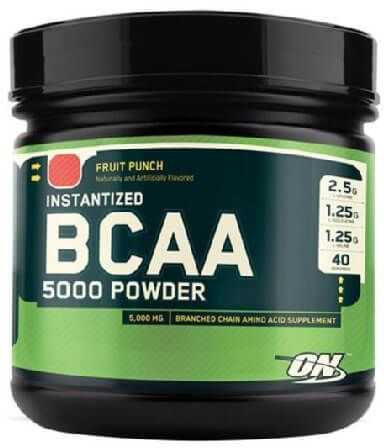 FRUIT PUNCH
Naturally and Artificially Flavored
INSTANTIZED
BCAA
5000 POWDER
5,000 MG
BRANCHED CHAIN AMINO ACID SUPPLEMENT
2.5G
1.25G
1.25G
40
ON